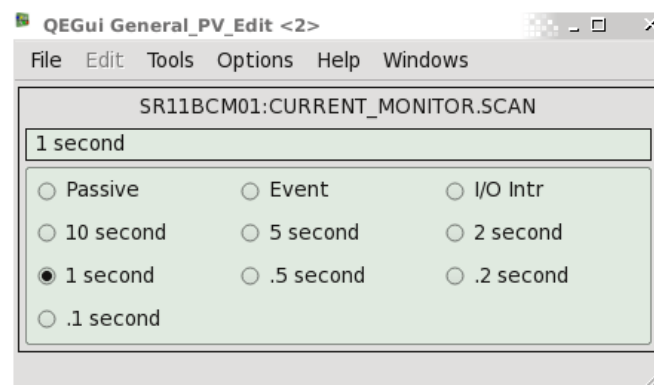 QEGui General_PV_Edit <2>
File Edit Tools Options Help Windows
SR11BCM01:CURRENT_MONITOR.SCAN
1 second
Passive Event I/O Intr
10 second 5 second 2 second
1 second .5 second .2 second
.1 second